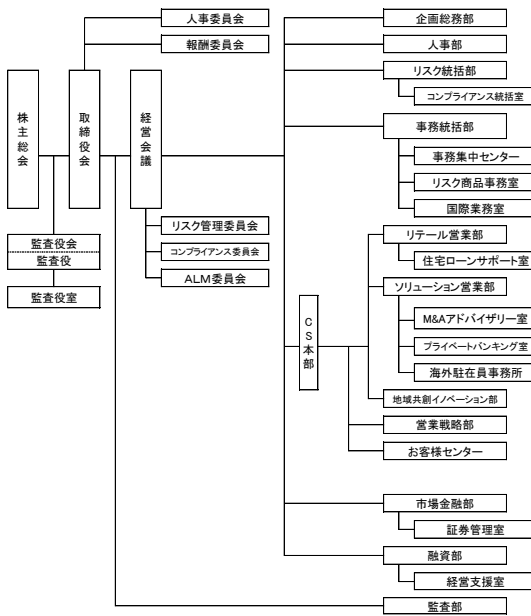 株主総会
取締役会
経営会議
人事委員会
報酬委員会
監査役会
監査役
監査役室
リスク管理委員会
コンプライアンス委員会
ALM委員会
企画総務部
人事部
リスク統括部
コンプライアンス統括室
事務統括部
事務集中センター
リスク商品事務室
国際業務室
CS本部
リテール営業部
住宅ローンサポート室
ソリューション営業部
M&Aアドバイザリー室
プライベートバンキング室
海外駐在員事務所
地域共創イノベーション部
営業戦略部
お客様センター
市場金融部
証券管理室
融資部
経営支援室
監査部